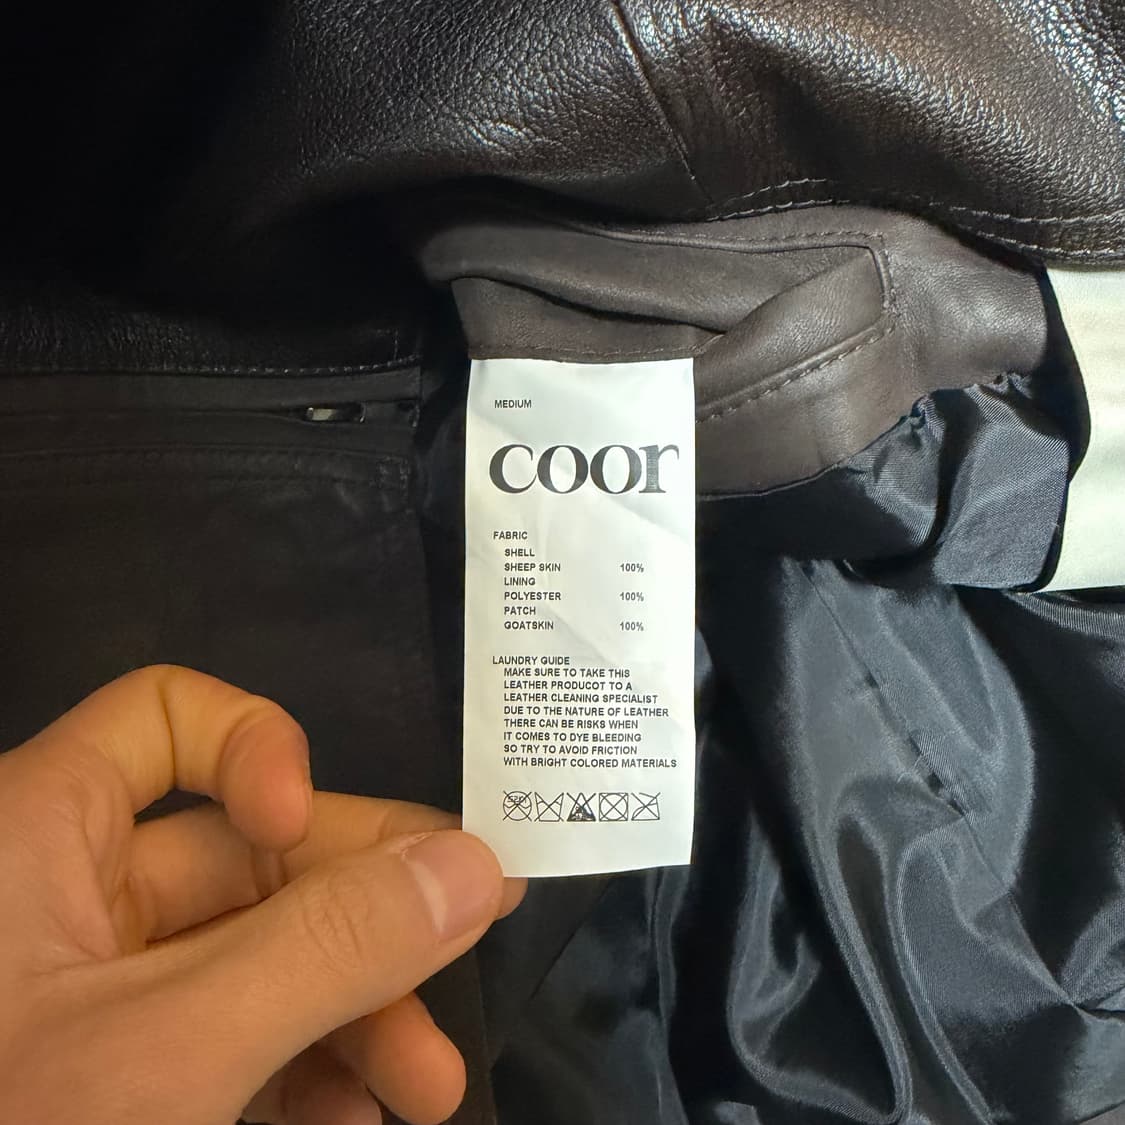 MEDIUM
coor
FABRIC
SHELL
SHEEP SKIN 100%
LINING
POLYESTER 100%
PATCH
GOATSKIN 100%
LAUNDRY GUIDE
MAKE SURE TO TAKE THIS
LEATHER PRODUCOT TO A
LEATHER CLEANING SPECIALIST
DUE TO THE NATURE OF LEATHER
THERE CAN BE RISKS WHEN
IT COMES TO DYE BLEEDING
SO TRY TO AVOID FRICTION
WITH BRIGHT COLORED MATERIALS